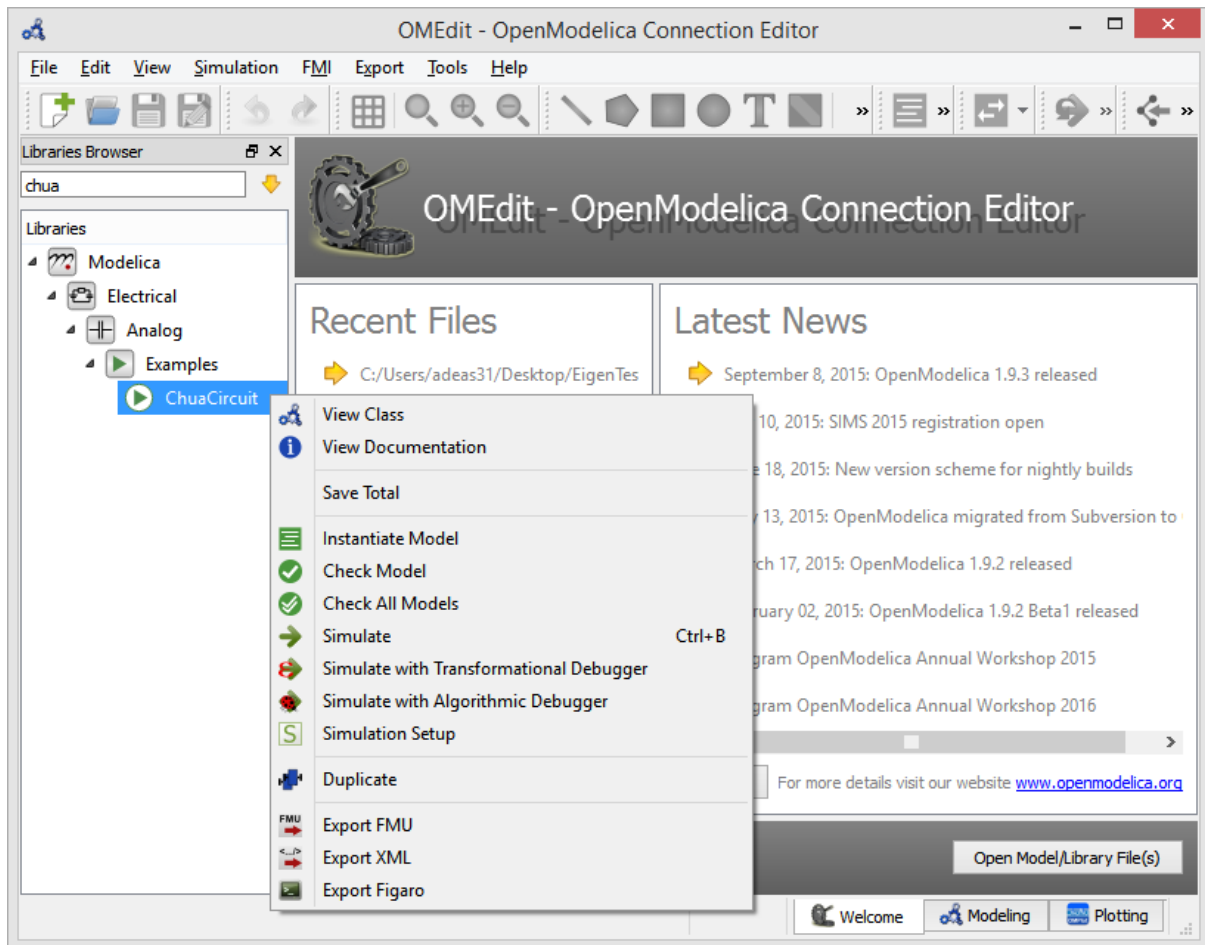 OMEdit - OpenModelica Connection Editor
File Edit View Simulation FMI Export Tools Help
Libraries Browser
chua
Libraries
Modelica
Electrical
Analog
Examples
ChuaCircuit
OMEdit - OpenModelica Connection Editor
Recent Files
C:/Users/adeas31/Desktop/EigenTes
Latest News
September 8, 2015: OpenModelica 1.9.3 released
10, 2015: SIMS 2015 registration open
18, 2015: New version scheme for nightly builds
13, 2015: OpenModelica migrated from Subversion to
17, 2015: OpenModelica 1.9.2 released
02, 2015: OpenModelica 1.9.2 Beta1 released
OpenModelica Annual Workshop 2015
OpenModelica Annual Workshop 2016
For more details visit our website www.openmodelica.org
View Class
View Documentation
Save Total
Instantiate Model
Check Model
Check All Models
Simulate Ctrl+B
Simulate with Transformational Debugger
Simulate with Algorithmic Debugger
Simulation Setup
Duplicate
FMU
Export FMU
Export XML
Export Figaro
Open Model/Library File(s)
Welcome Modeling Plotting